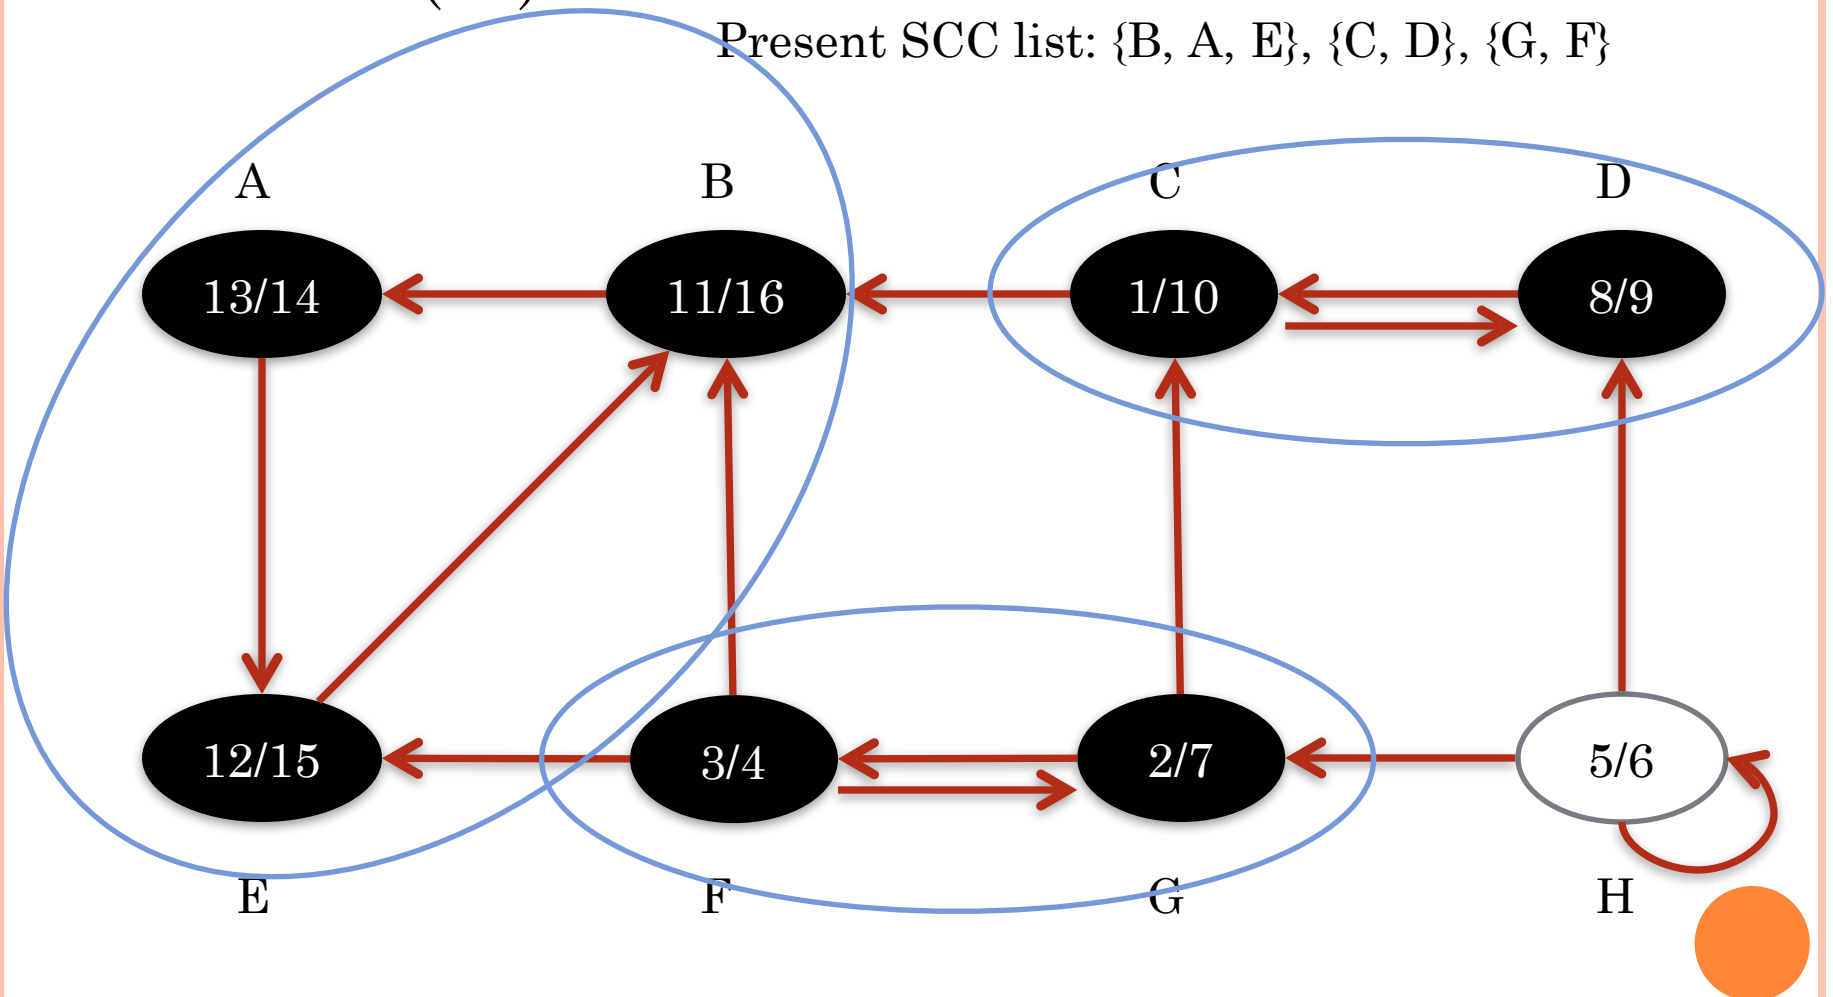 Present SCC list: {B, A, E}, {C, D}, {G, F}
A B C D
13/14 11/16 1/10 8/9
12/15 3/4 2/7 5/6
E F G H